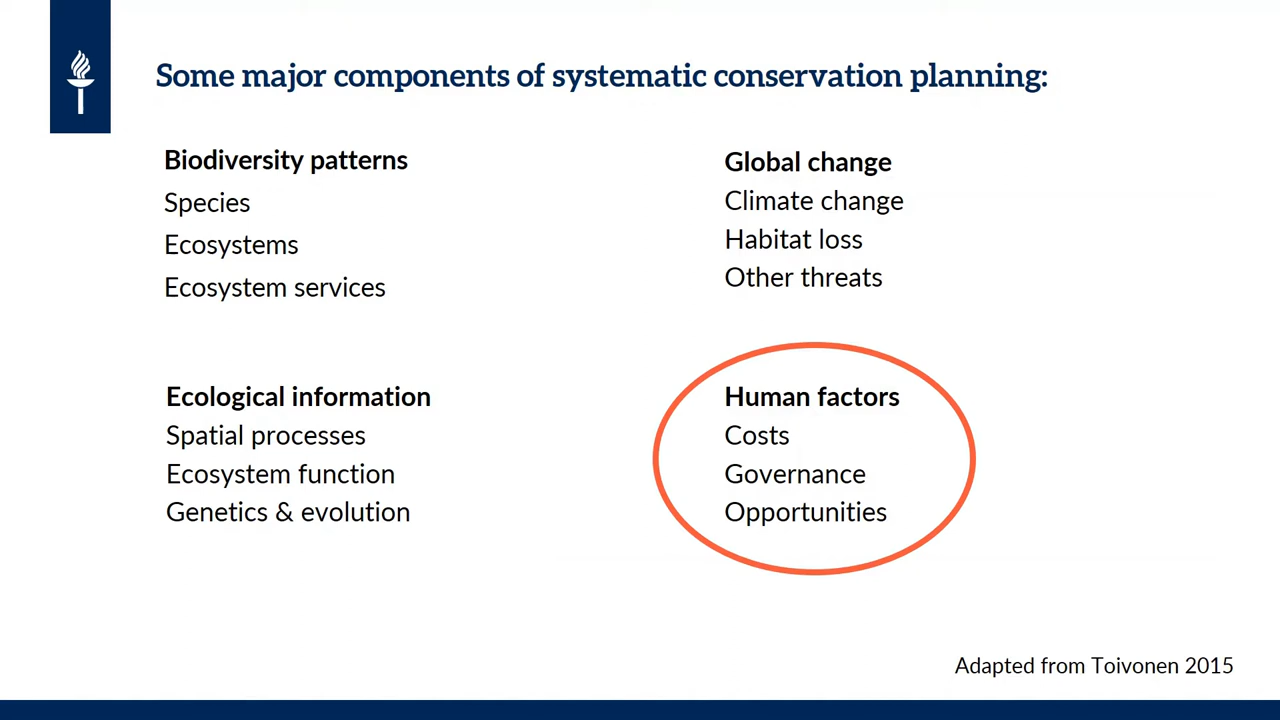 Some major components of systematic conservation planning:
Biodiversity patterns
Species
Ecosystems
Ecosystem services
Global change
Climate change
Habitat loss
Other threats
Ecological information
Spatial processes
Ecosystem function
Genetics & evolution
Human factors
Costs
Governance
Opportunities
Adapted from Toivonen 2015